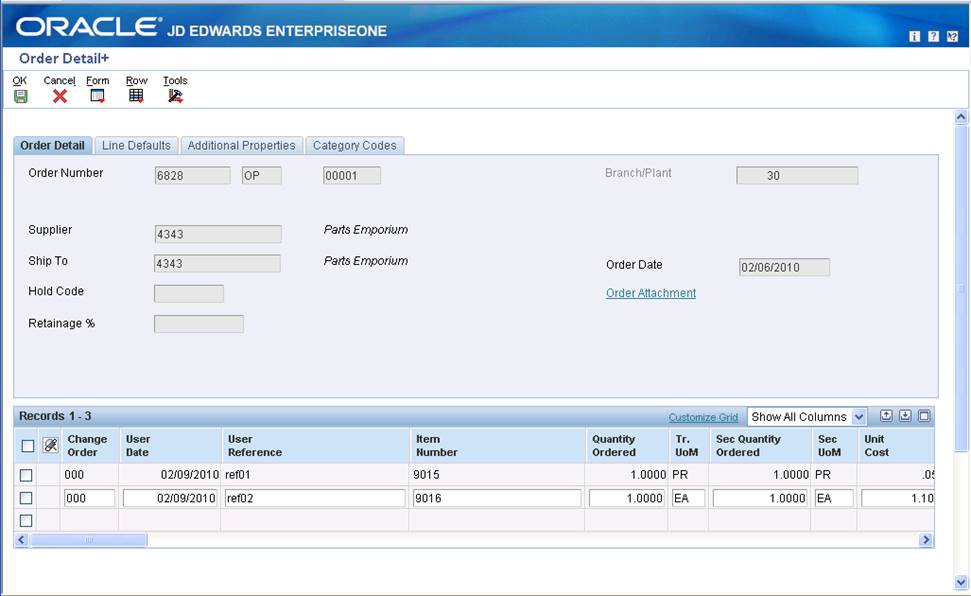 ORACLE® JD EDWARDS ENTERPRISEONE
Order Detail+
OK Cancel Form Row Tools
Order Detail Line Defaults Additional Properties Category Codes
Order Number 6828 OP 00001 Branch/Plant 30
Supplier 4343 Parts Emporium
Ship To 4343 Parts Emporium
Order Date 02/06/2010
Hold Code
Order Attachment
Retainage %
Records 1 - 3 Customize Grid Show All Columns
Change Order User Date User Reference Item Number Quantity Ordered Tr. UoM Sec Quantity Ordered Sec UoM Unit Cost
000 02/09/2010 ref01 9015 1.0000 PR 1.0000 PR .05
000 02/09/2010 ref02 9016 1.0000 EA 1.0000 EA 1.10